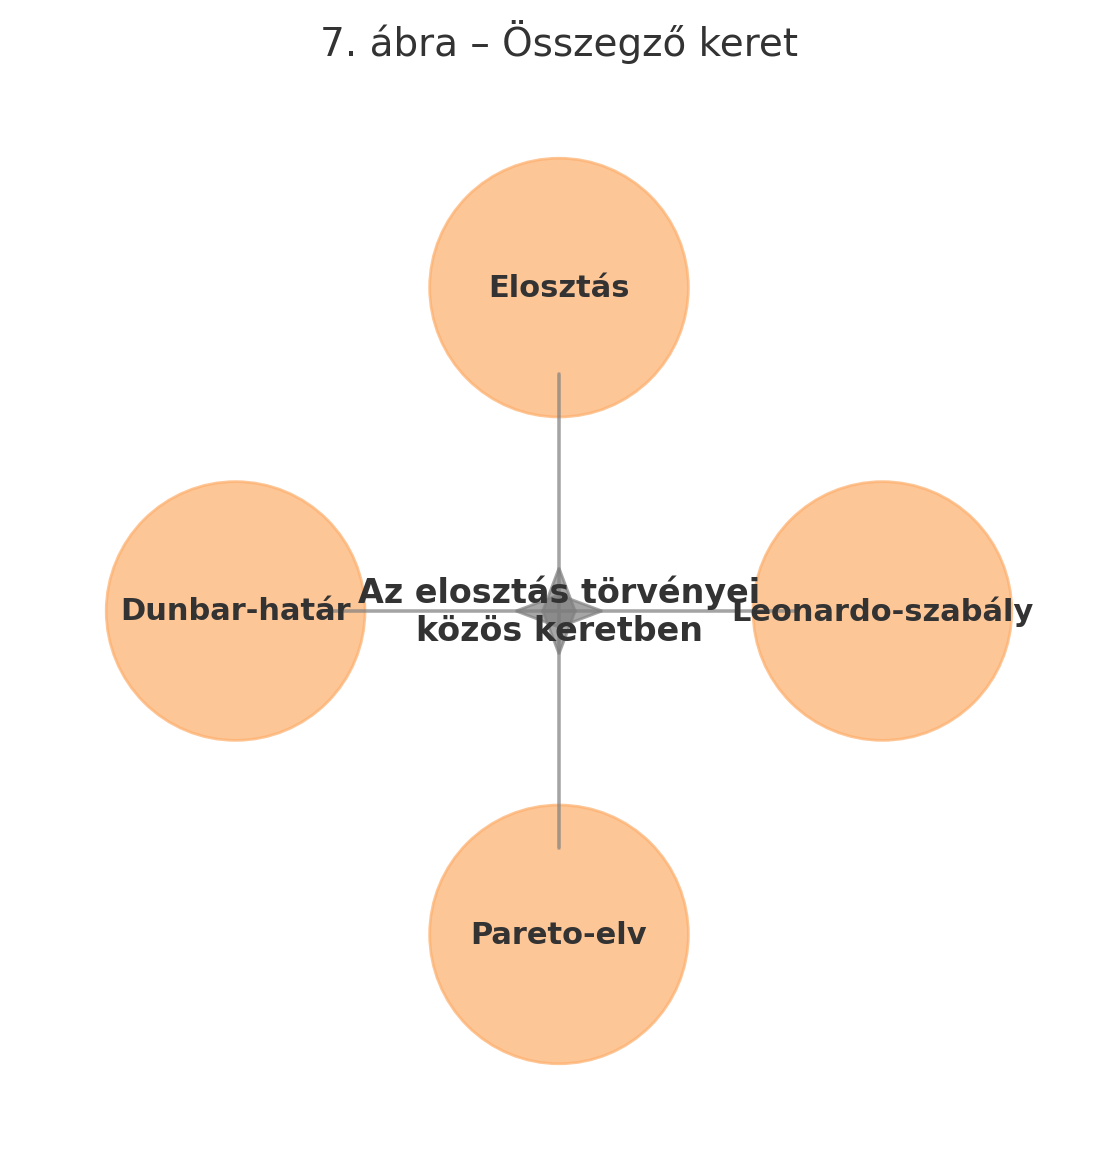 7. ábra – Összegző keret
Elosztás
Dunbar-határ
Az elosztás törvényei
közös keretben
Leonardo-szabály
Pareto-elv